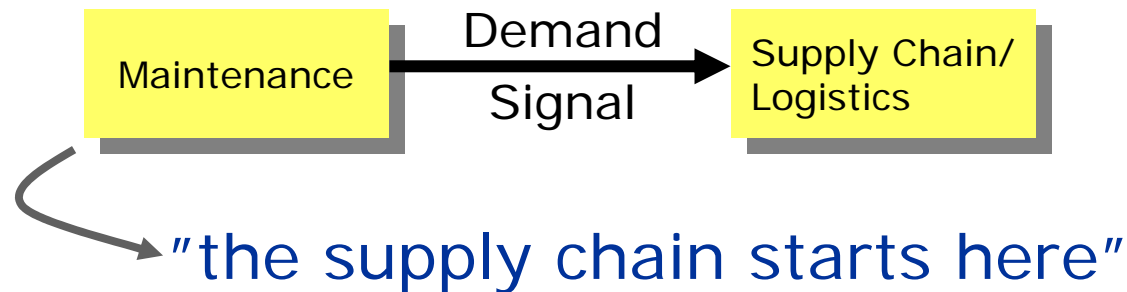 Maintenance
Demand
Signal
Supply Chain/
Logistics
"the supply chain starts here"